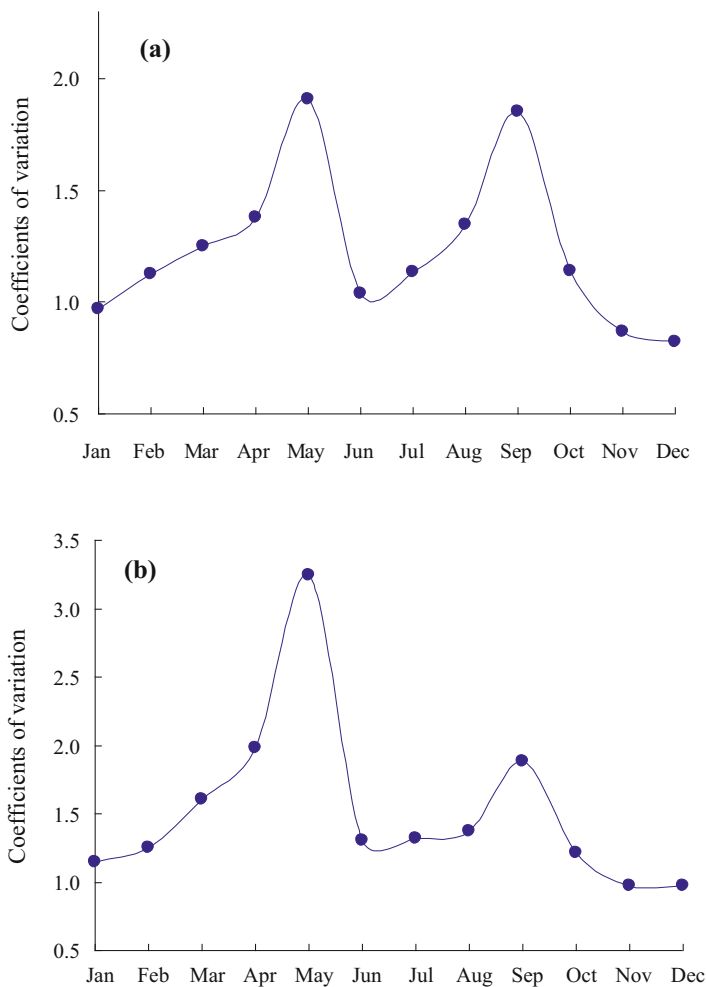 (a)
Coefficients of variation
2.0
1.5
1.0
0.5
Jan Feb Mar Apr May Jun Jul Aug Sep Oct Nov Dec
(b)
Coefficients of variation
3.5
3.0
2.5
2.0
1.5
1.0
0.5
Jan Feb Mar Apr May Jun Jul Aug Sep Oct Nov Dec